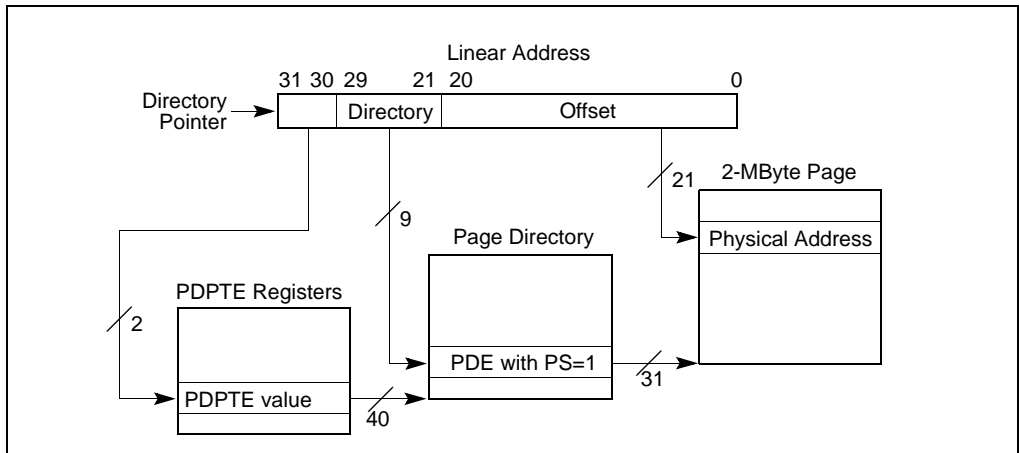 Linear Address
31 30 29 21 20 0
Directory Pointer
Directory
Offset
21
2-MByte Page
9
Page Directory
Physical Address
PDPTE Registers
2
PDE with PS=1
31
PDPTE value
40